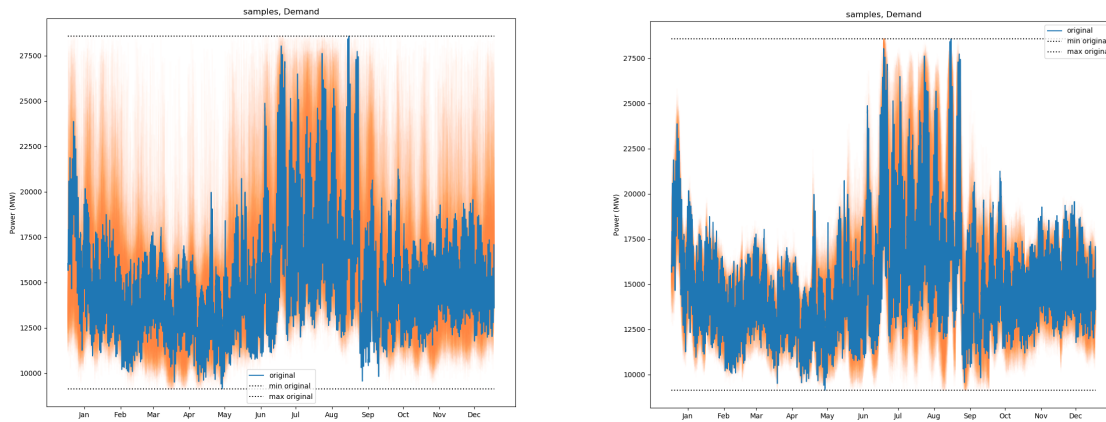 samples, Demand
Power (MW)
27500
25000
22500
20000
17500
15000
12500
10000
Jan Feb Mar Apr May Jun Jul Aug Sep Oct Nov Dec
original
min original
max original
samples, Demand
Power (MW)
27500
25000
22500
20000
17500
15000
12500
10000
Jan Feb Mar Apr May Jun Jul Aug Sep Oct Nov Dec
original
min original
max origina